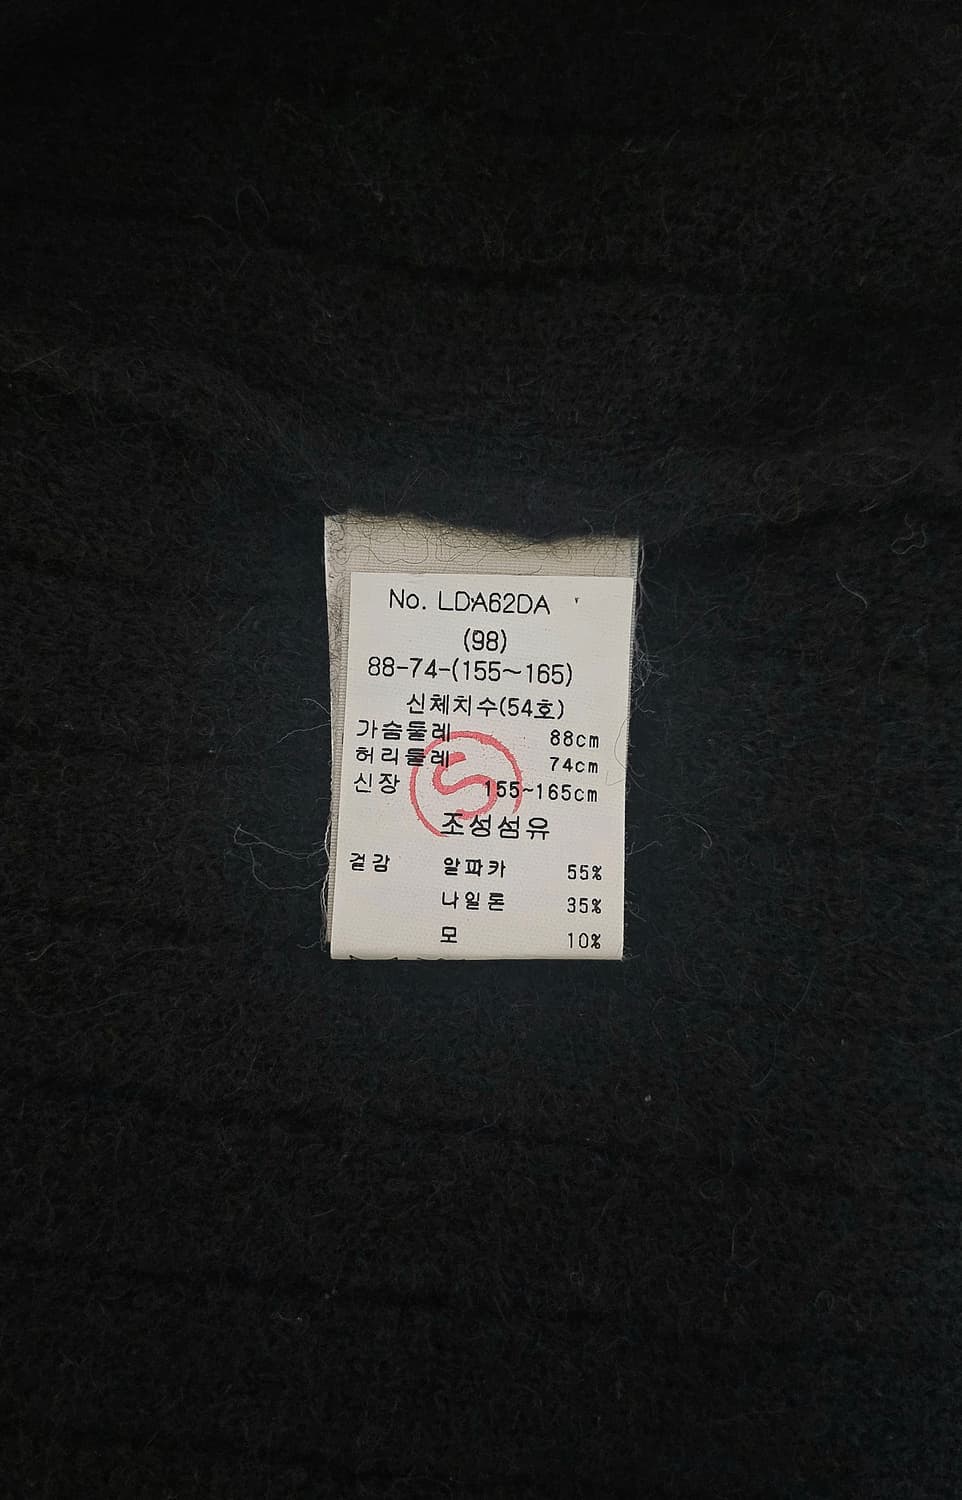 No. LDA62DA
(98)
88-74-(155~165)
신체치수(54호)
가슴둘레 88cm
허리둘레 74cm
신장 155~165cm
조성섬유
겉감 알파카 55%
나일론 35%
모 10%